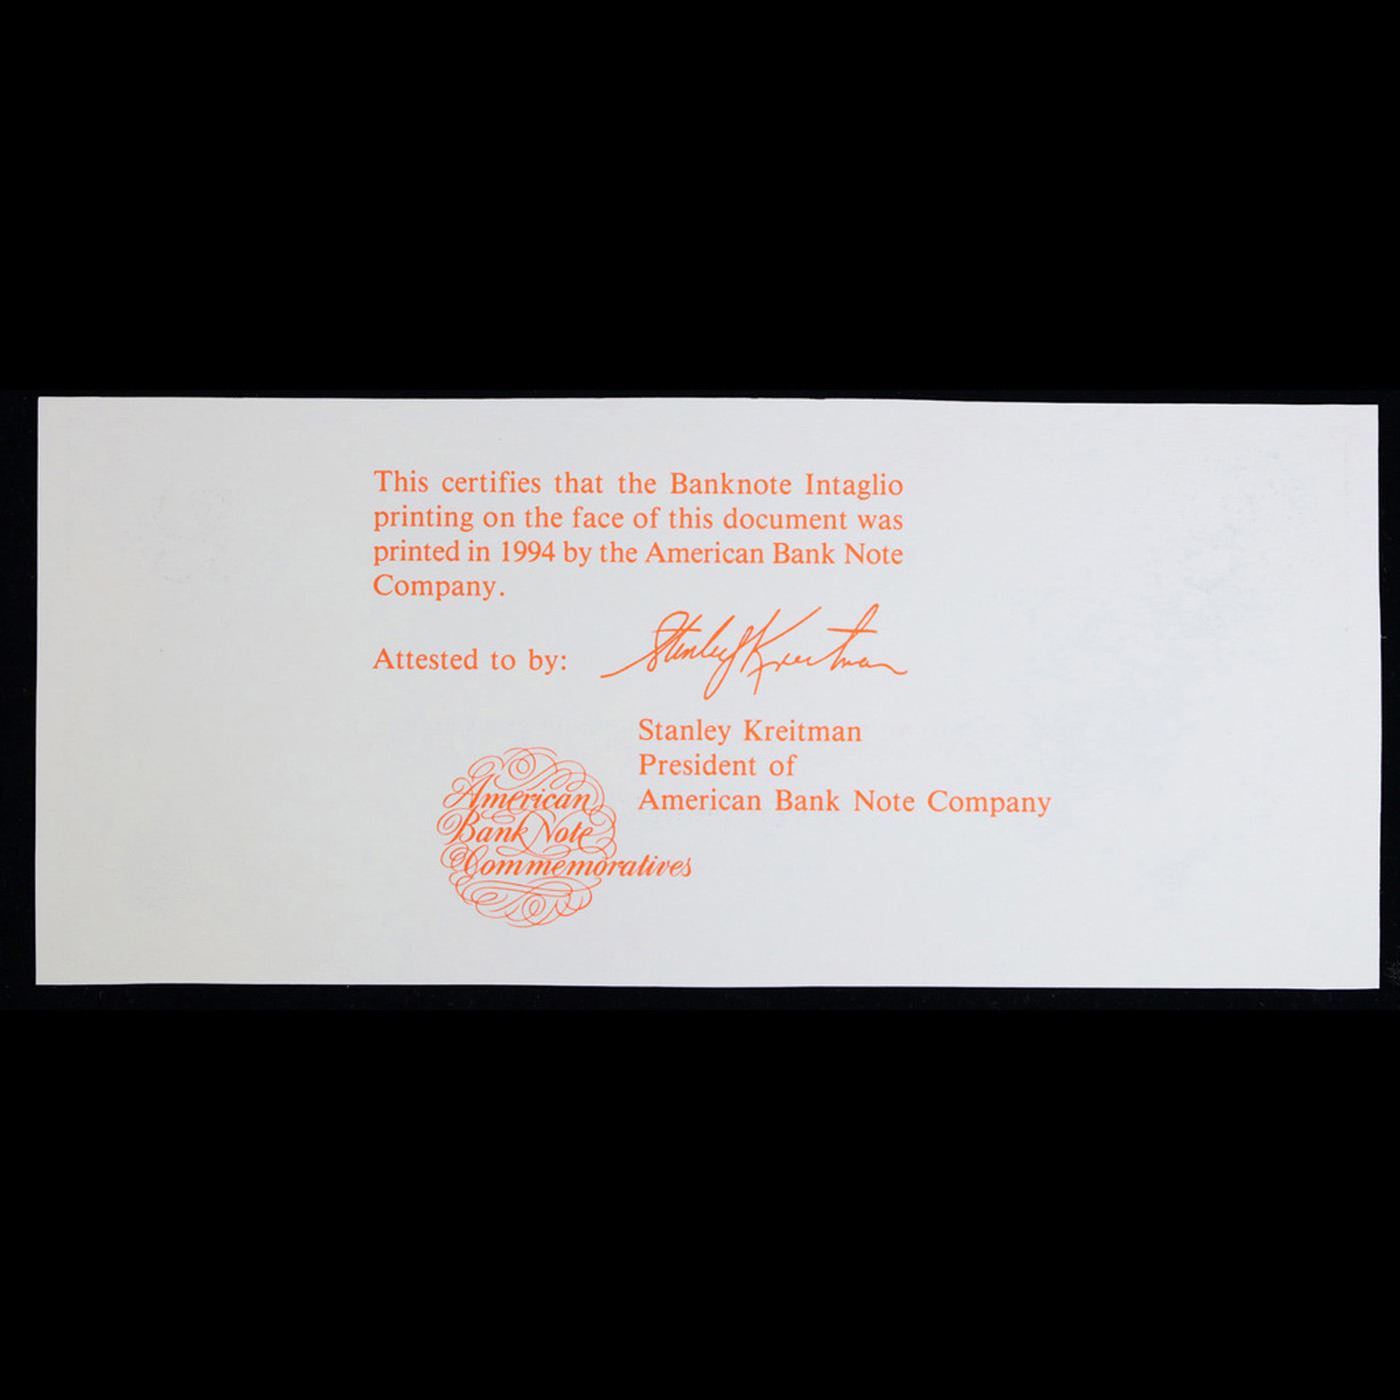 This certifies that the Banknote Intaglio
printing on the face of this document was
printed in 1994 by the American Bank Note
Company.
Attested to by: Stanley Kreitman
Stanley Kreitman
President of
American Bank Note Company
American
Bank Note
Commemoratives